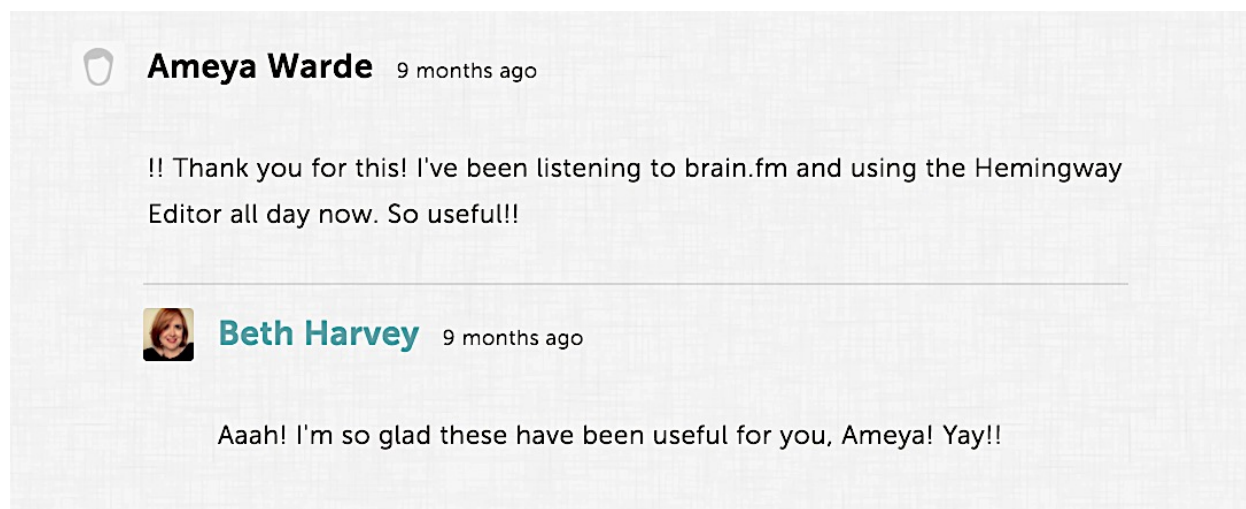 Ameya Warde 9 months ago
!! Thank you for this! I've been listening to brain.fm and using the Hemingway
Editor all day now. So useful!!
Beth Harvey 9 months ago
Aaah! I'm so glad these have been useful for you, Ameya! Yay!!